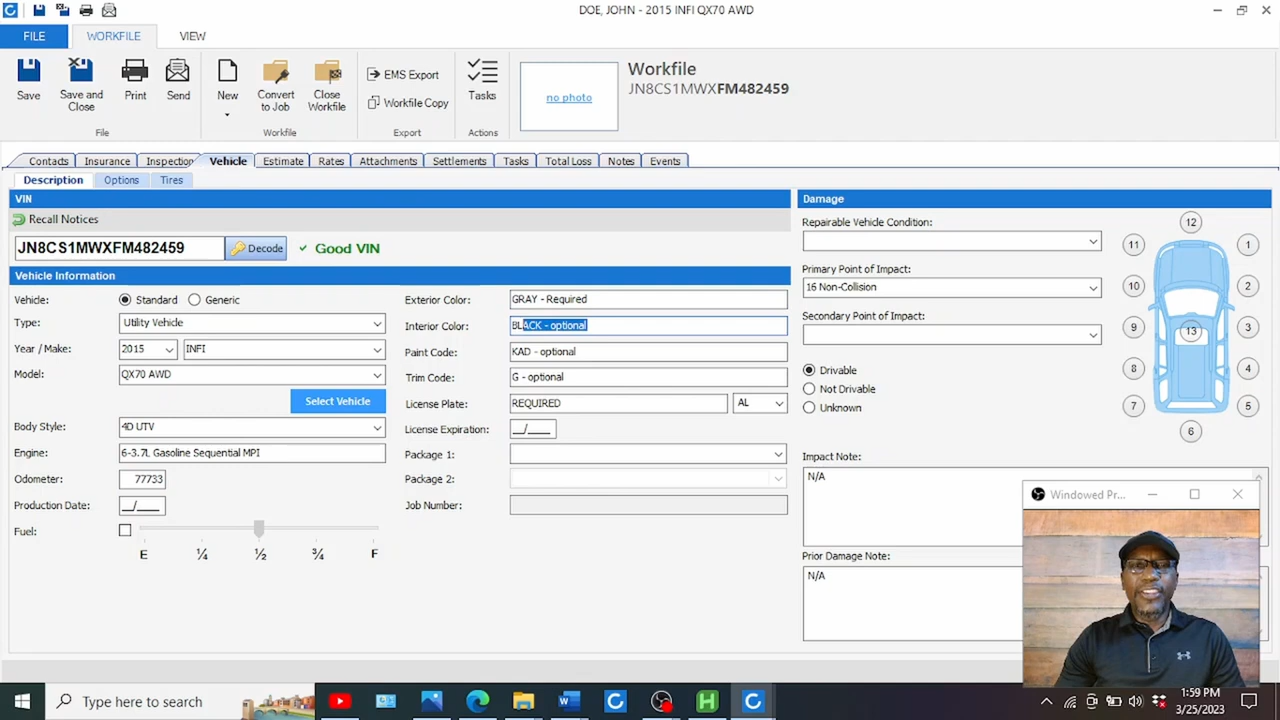 DOE, JOHN - 2015 INFI QX70 AWD
FILE WORKFILE VIEW
Save
Save and Close
Print
Send
File
New
Convert to Job
Close Workfile
Workfile
EMS Export
Workfile Copy
Export
Tasks
Actions
no photo
Workfile
JN8CS1MWXFM482459
Contacts Insurance Inspection Vehicle Estimate Rates Attachments Settlements Tasks Total Loss Notes Events
Description Options Tires
VIN
Recall Notices
JN8CS1MWXFM482459 Decode Good VIN
Vehicle Information
Vehicle: Standard Generic
Type: Utility Vehicle
Year / Make: 2015 INFI
Model: QX70 AWD
Select Vehicle
Body Style: 4D UTV
Engine: 6-3.7L Gasoline Sequential MPI
Odometer: 77733
Production Date: __/____
Fuel:
E ¼ ½ ¾ F
Exterior Color: GRAY - Required
Interior Color: BLACK - optional
Paint Code: KAD - optional
Trim Code: G - optional
License Plate: REQUIRED AL
License Expiration: __/____
Package 1:
Package 2:
Job Number:
Damage
Repairable Vehicle Condition:
Primary Point of Impact:
16 Non-Collision
Secondary Point of Impact:
Drivable
Not Drivable
Unknown
12
11 1
10 2
9 13 3
8 4
7 5
6
Impact Note:
N/A
Prior Damage Note:
N/A
Windowed Pr...
Type here to search
1:59 PM
3/25/2023